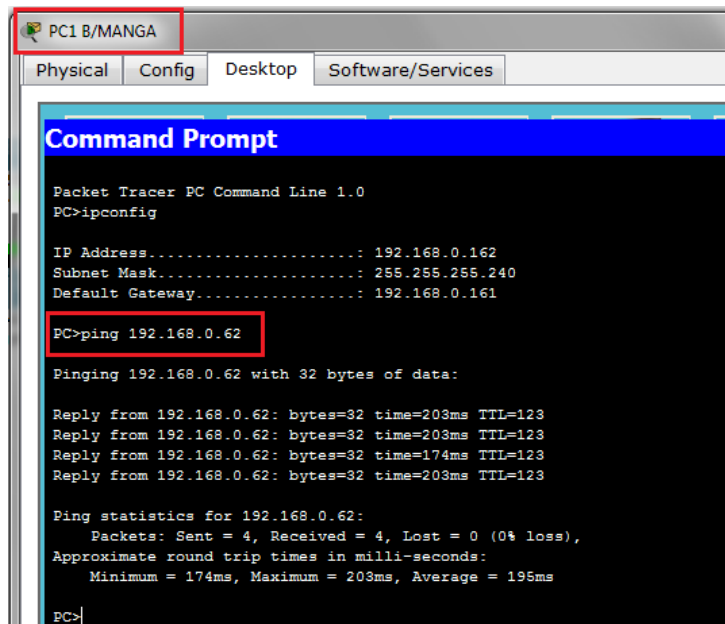 PC1 B/MANGA
Physical Config Desktop Software/Services
Command Prompt
Packet Tracer PC Command Line 1.0
PC>ipconfig
IP Address......................: 192.168.0.162
Subnet Mask.....................: 255.255.255.240
Default Gateway.................: 192.168.0.161
PC>ping 192.168.0.62
Pinging 192.168.0.62 with 32 bytes of data:
Reply from 192.168.0.62: bytes=32 time=203ms TTL=123
Reply from 192.168.0.62: bytes=32 time=203ms TTL=123
Reply from 192.168.0.62: bytes=32 time=174ms TTL=123
Reply from 192.168.0.62: bytes=32 time=203ms TTL=123
Ping statistics for 192.168.0.62:
Packets: Sent = 4, Received = 4, Lost = 0 (0% loss),
Approximate round trip times in milli-seconds:
Minimum = 174ms, Maximum = 203ms, Average = 195ms
PC>